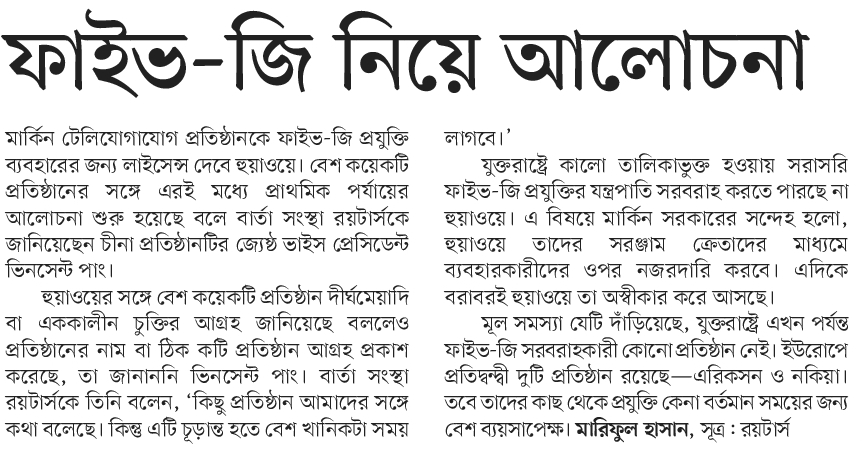 ফাইভ-জি নিয়ে আলোচনা
মার্কিন টেলিযোগাযোগ প্রতিষ্ঠানকে ফাইভ-জি প্রযুক্তি
ব্যবহারের জন্য লাইসেন্স দেবে হুয়াওয়ে। বেশ কয়েকটি
প্রতিষ্ঠানের সঙ্গে এরই মধ্যে প্রাথমিক পর্যায়ের
আলোচনা শুরু হয়েছে বলে বার্তা সংস্থা রয়টার্সকে
জানিয়েছেন চীনা প্রতিষ্ঠানটির জ্যেষ্ঠ ভাইস প্রেসিডেন্ট
ভিনসেন্ট পাং।
হুয়াওয়ের সঙ্গে বেশ কয়েকটি প্রতিষ্ঠান দীর্ঘমেয়াদি
বা এককালীন চুক্তির আগ্রহ জানিয়েছে বললেও
প্রতিষ্ঠানের নাম বা ঠিক কটি প্রতিষ্ঠান আগ্রহ প্রকাশ
করেছে, তা জানাননি ভিনসেন্ট পাং। বার্তা সংস্থা
রয়টার্সকে তিনি বলেন, ‘কিছু প্রতিষ্ঠান আমাদের সঙ্গে
কথা বলেছে। কিন্তু এটি চূড়ান্ত হতে বেশ খানিকটা সময়
লাগবে।’
যুক্তরাষ্ট্রে কালো তালিকাভুক্ত হওয়ায় সরাসরি
ফাইভ-জি প্রযুক্তির যন্ত্রপাতি সরবরাহ করতে পারছে না
হুয়াওয়ে। এ বিষয়ে মার্কিন সরকারের সন্দেহ হলো,
হুয়াওয়ে তাদের সরঞ্জাম ক্রেতাদের মাধ্যমে
ব্যবহারকারীদের ওপর নজরদারি করবে। এদিকে
বরাবরই হুয়াওয়ে তা অস্বীকার করে আসছে।
মূল সমস্যা যেটি দাঁড়িয়েছে, যুক্তরাষ্ট্রে এখন পর্যন্ত
ফাইভ-জি সরবরাহকারী কোনো প্রতিষ্ঠান নেই। ইউরোপে
প্রতিদ্বন্দ্বী দুটি প্রতিষ্ঠান রয়েছে—এরিকসন ও নকিয়া।
তবে তাদের কাছ থেকে প্রযুক্তি কেনা বর্তমান সময়ের জন্য
বেশ ব্যয়সাপেক্ষ। মারিফুল হাসান, সূত্র : রয়টার্স